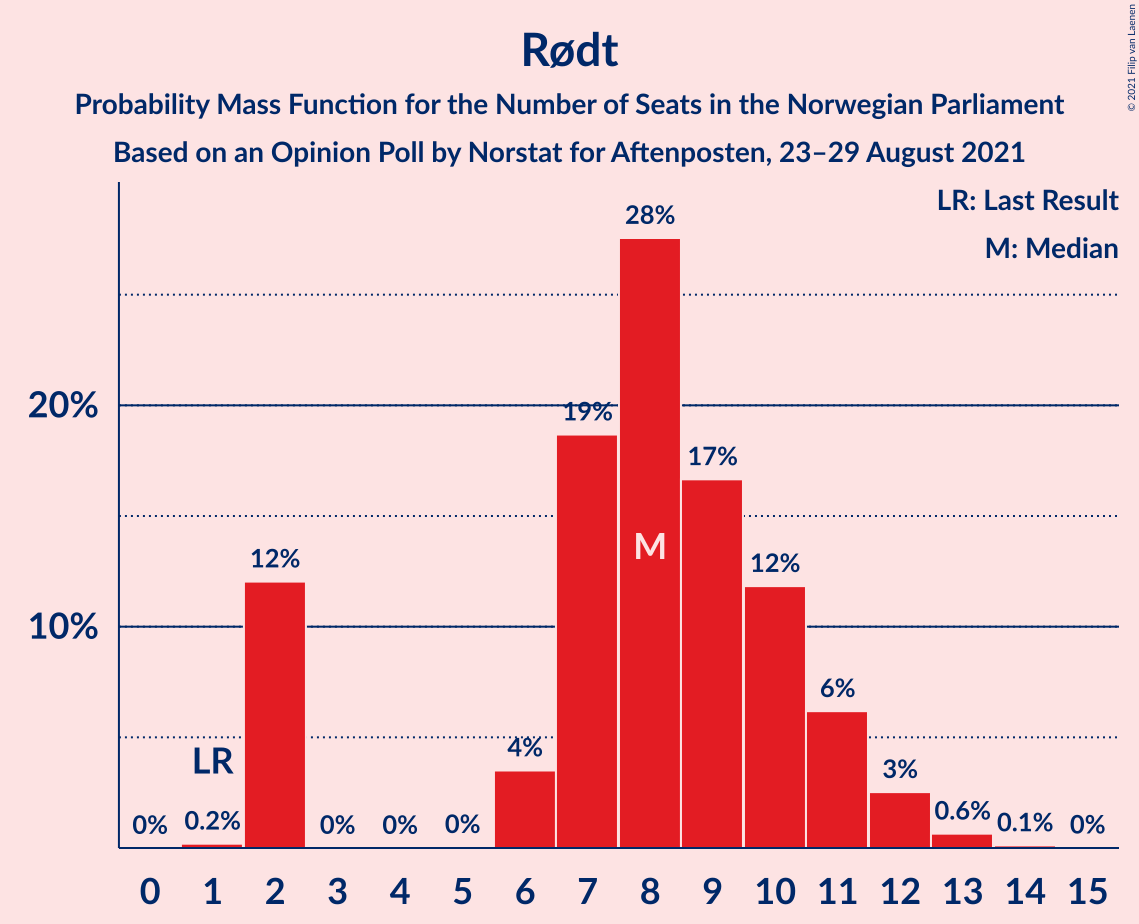 © 2021 Filip van Laenen
Rødt
Probability Mass Function for the Number of Seats in the Norwegian Parliament
Based on an Opinion Poll by Norstat for Aftenposten, 23–29 August 2021
LR: Last Result
M: Median
28%
20%
19%
17%
M
12%
12%
10%
6%
4%
LR
3%
0%
0.2%
0%
0%
0%
0.6%
0.1%
0%
0 1 2 3 4 5 6 7 8 9 10 11 12 13 14 15